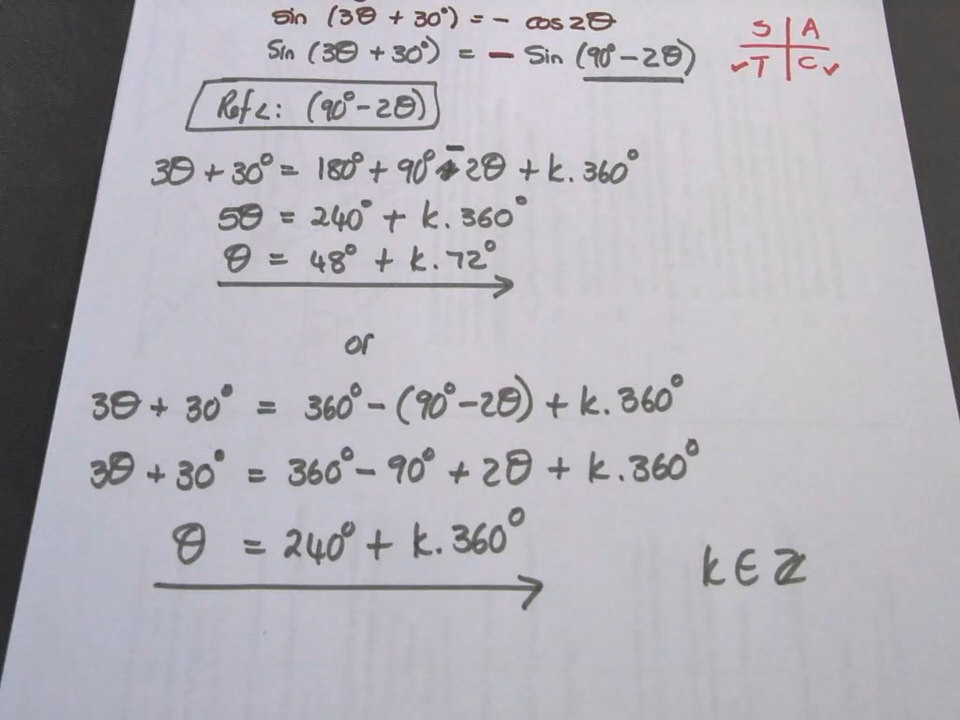 sin (3θ + 30°) = - cos2θ
Sin (3θ + 30°) = - Sin (90° - 2θ)
S A
✓T C✓
Ref∠: (90° - 2θ)
3θ + 30° = 180° + 90° - 2θ + k.360°
5θ = 240° + k.360°
θ = 48° + k.72°
or
3θ + 30° = 360° - (90° - 2θ) + k.360°
3θ + 30° = 360° - 90° + 2θ + k.360°
θ = 240° + k.360°
k ∈ Z